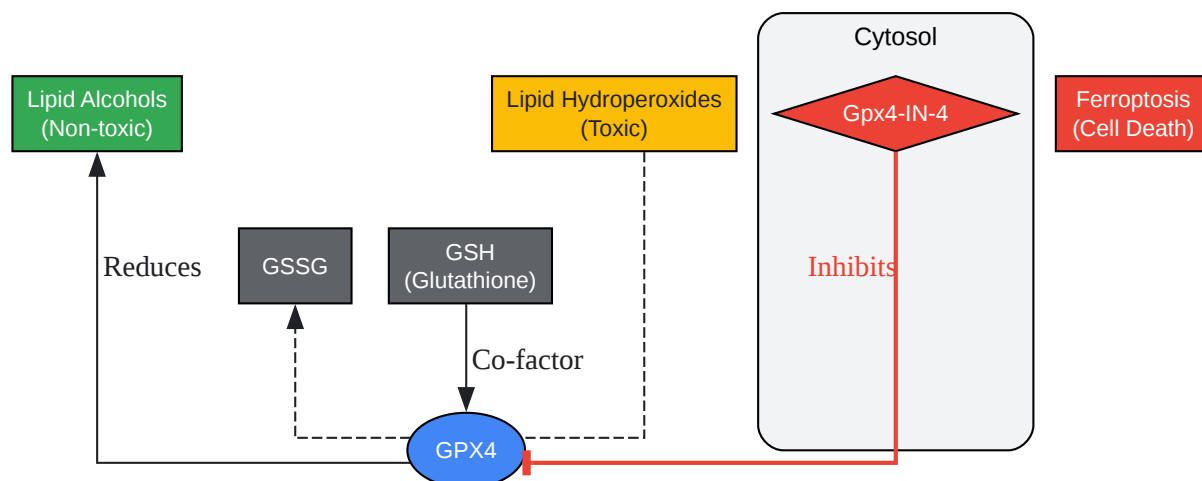 Cytosol
Lipid Alcohols
(Non-toxic)
Lipid Hydroperoxides
(Toxic)
Gpx4-IN-4
Ferroptosis
(Cell Death)
Reduces
GSSG
GSH
(Glutathione)
Inhibits
Co-factor
GPX4